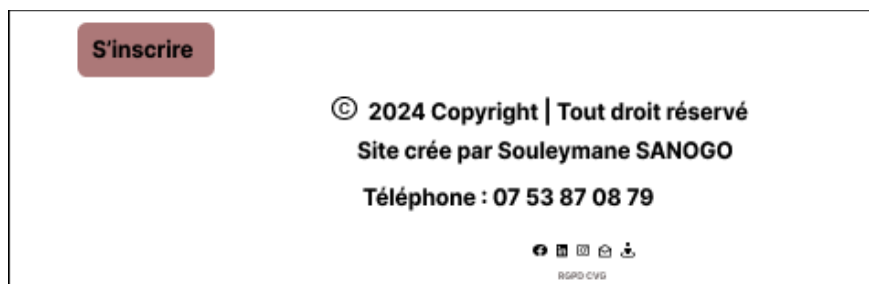 S'inscrire
© 2024 Copyright | Tout droit réservé
Site crée par Souleymane SANOGO
Téléphone : 07 53 87 08 79
RGPD CVG